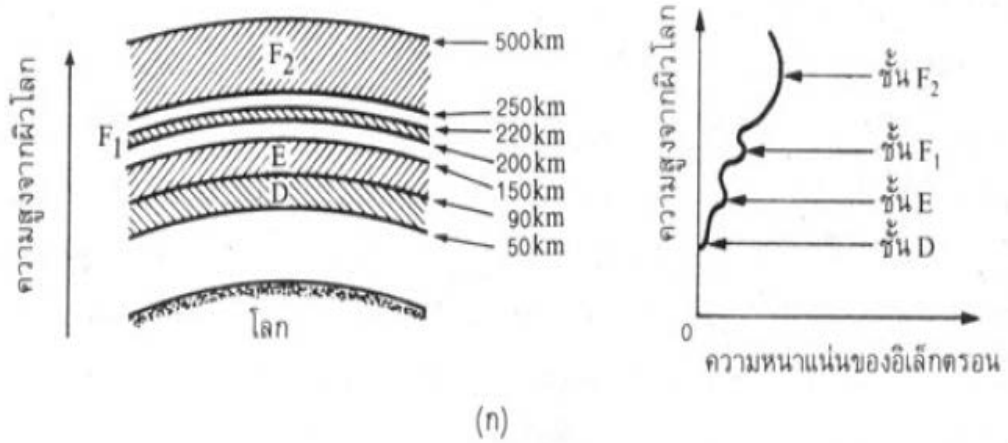 ความสูงจากผิวโลก
F₂
F₁
E
D
500km
250km
220km
200km
150km
90km
50km
โลก
ความสูงจากผิวโลก
ชั้น F₂
ชั้น F₁
ชั้น E
ชั้น D
0
ความหนาแน่นของอิเล็กตรอน
(ก)